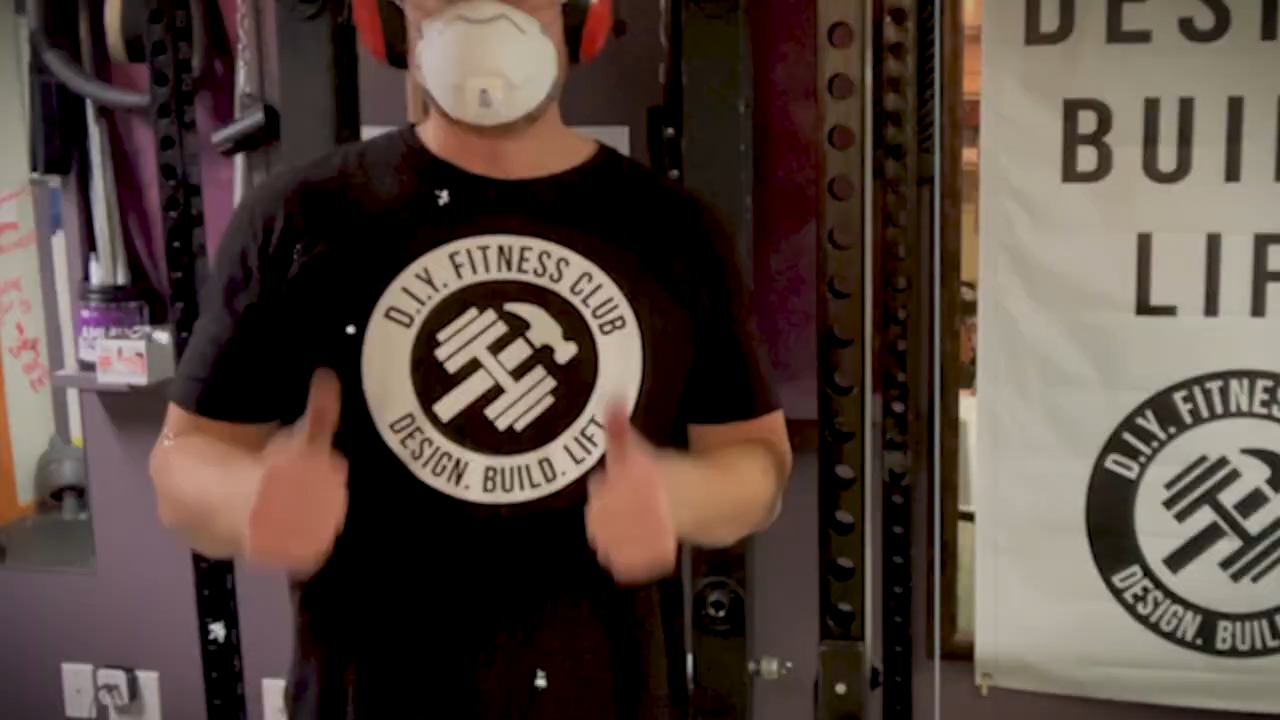 D.I.Y. FITNESS CLUB
DESIGN. BUILD. LIFT
DESI
BUI
LIF
D.I.Y. FITNES
DESIGN. BUIL